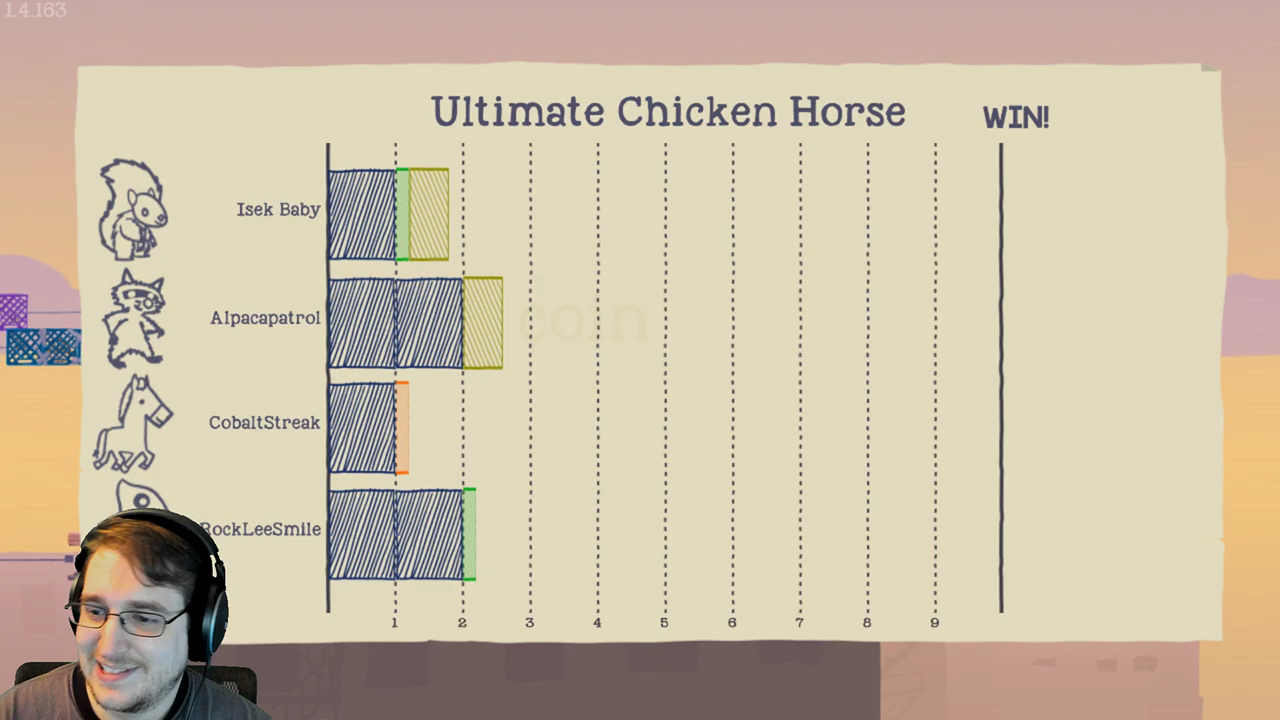 1.4.163
Ultimate Chicken Horse
WIN!
Isek Baby
Alpacapatrol
coin
CobaltStreak
RockLeeSmile
1 2 3 4 5 6 7 8 9